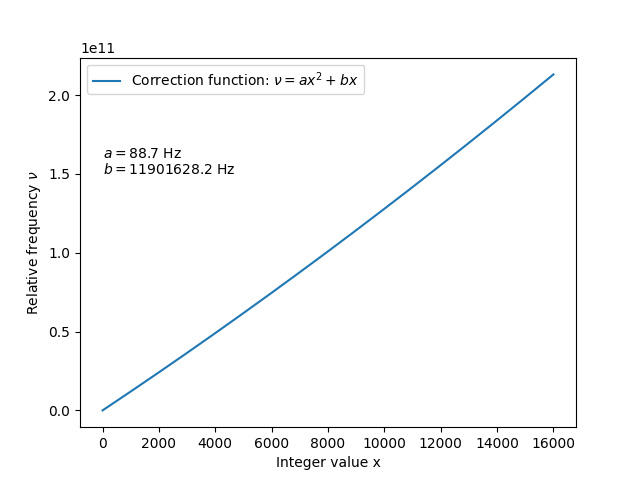 1e11
Correction function: ν = ax² + bx
a = 88.7 Hz
b = 11901628.2 Hz
2.0
1.5
1.0
0.5
0.0
Relative frequency ν
0 2000 4000 6000 8000 10000 12000 14000 16000
Integer value x